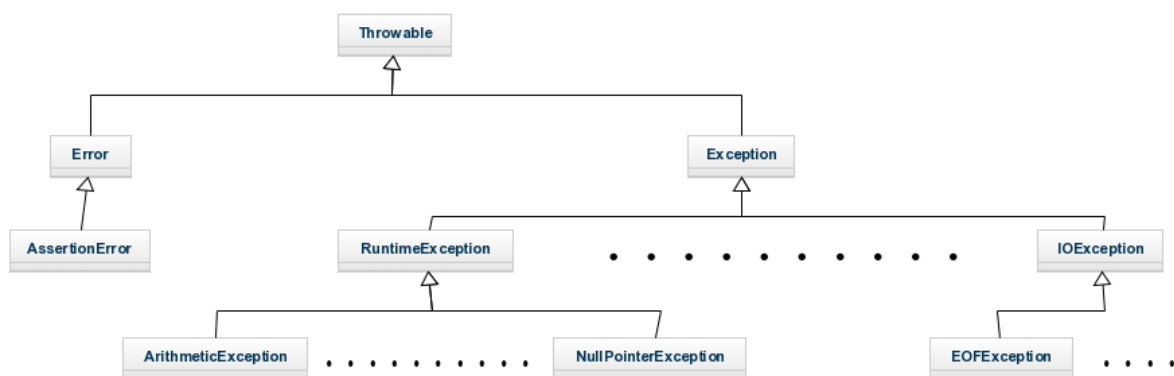 Throwable
Error
Exception
AssertionError
RuntimeException
IOException
ArithmeticException
NullPointerException
EOFException